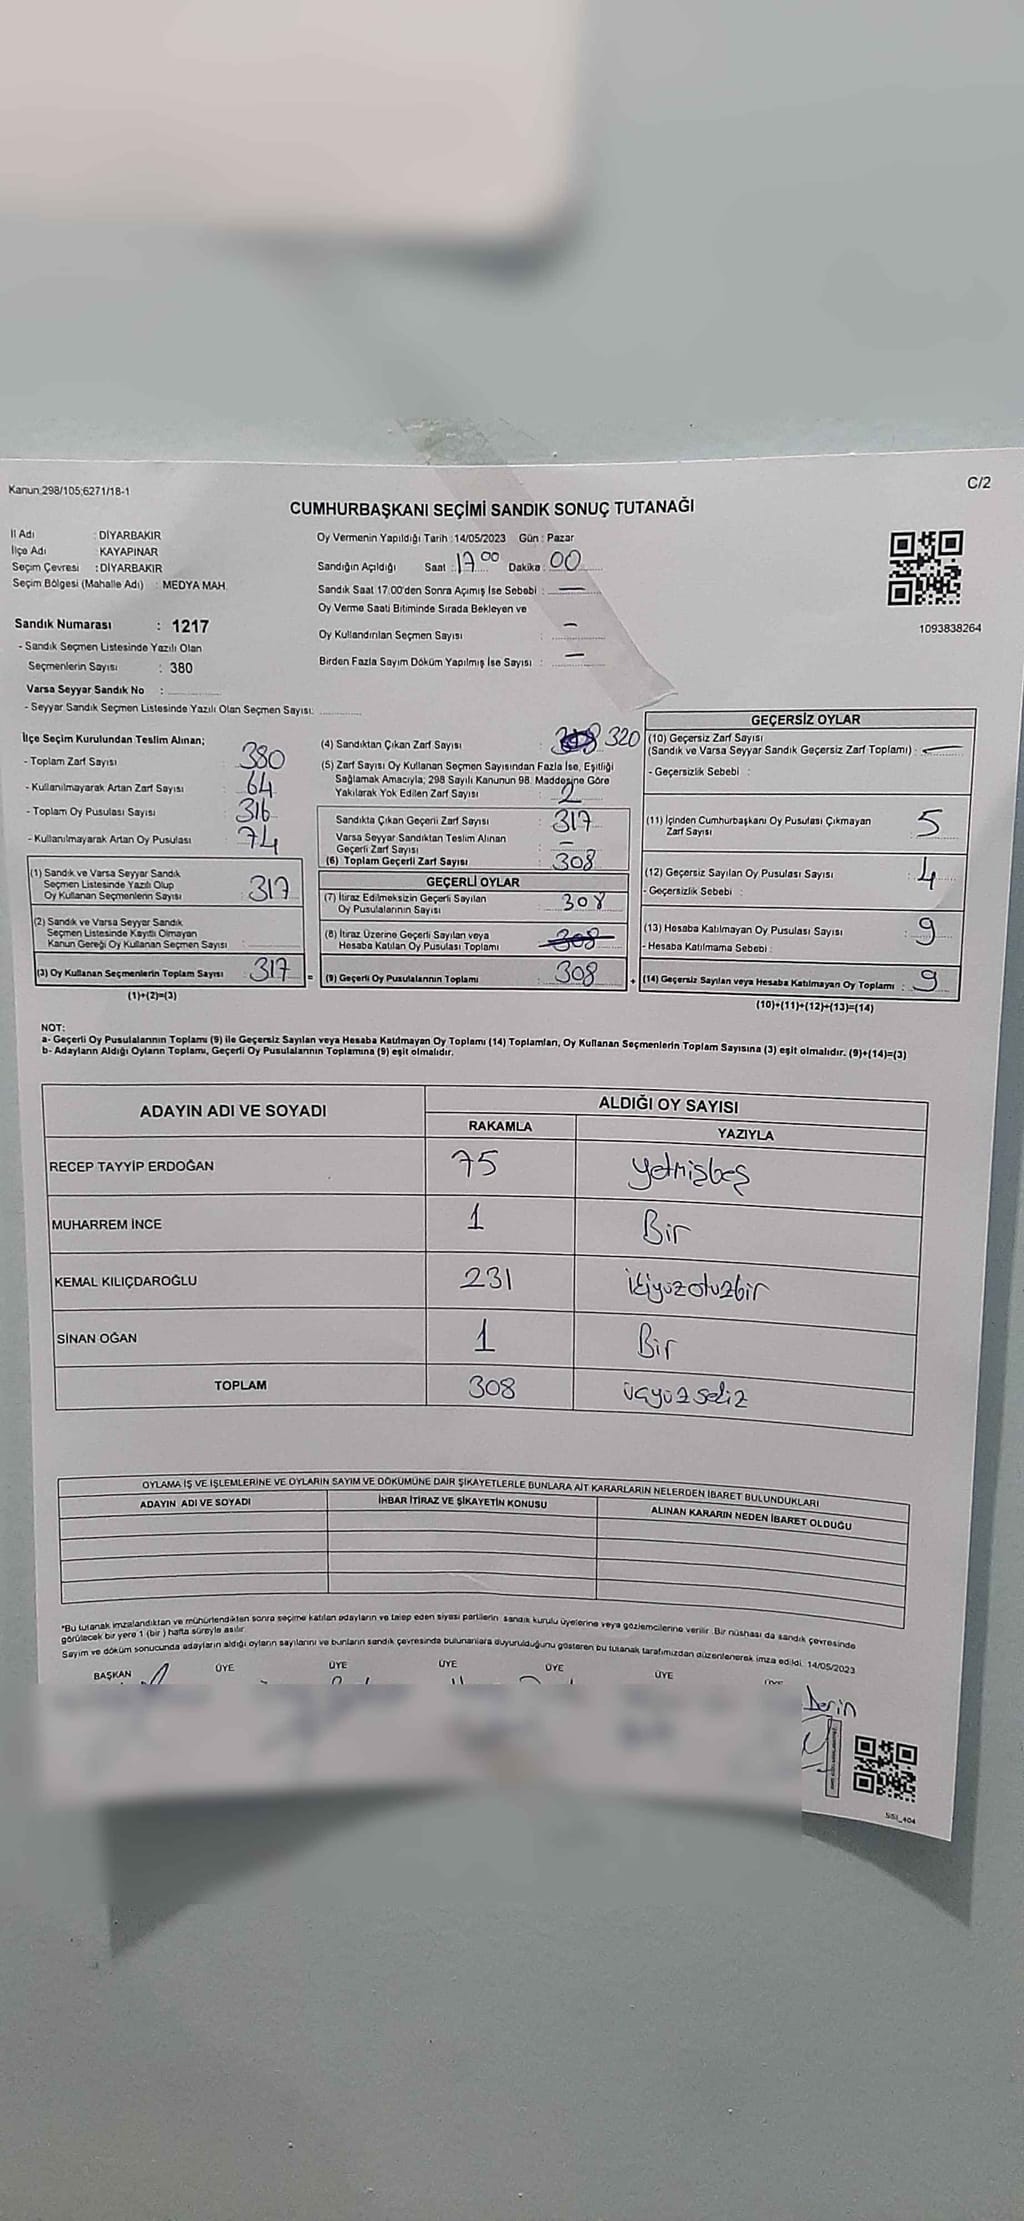 Kanun:298/105;6271/18-1
C/2
CUMHURBAŞKANI SEÇİMİ SANDIK SONUÇ TUTANAĞI
İl Adı : DİYARBAKIR
İlçe Adı : KAYAPINAR
Seçim Çevresi : DİYARBAKIR
Seçim Bölgesi (Mahalle Adı) : MEDYA MAH.
Sandık Numarası : 1217
- Sandık Seçmen Listesinde Yazılı Olan
Seçmenlerin Sayısı : 380
Varsa Seyyar Sandık No :
- Seyyar Sandık Seçmen Listesinde Yazılı Olan Seçmen Sayısı:
Oy Vermenin Yapıldığı Tarih : 14/05/2023 Gün : Pazar
Sandığın Açıldığı Saat : 17.00 Dakika : 00
Sandık Saat 17:00'den Sonra Açımış İse Sebebi : —
Oy Verme Saati Bitiminde Sırada Bekleyen ve
Oy Kullandırılan Seçmen Sayısı : —
Birden Fazla Sayım Döküm Yapılmış İse Sayısı : —
1093838264
İlçe Seçim Kurulundan Teslim Alınan;
- Toplam Zarf Sayısı : 380
- Kullanılmayarak Artan Zarf Sayısı : 64
- Toplam Oy Pusulası Sayısı : 316
- Kullanılmayarak Artan Oy Pusulası : 74
(1) Sandık ve Varsa Seyyar Sandık
Seçmen Listesinde Yazılı Olup
Oy Kullanan Seçmenlerin Sayısı : 317
(2) Sandık ve Varsa Seyyar Sandık
Seçmen Listesinde Kayıtlı Olmayan
Kanun Gereği Oy Kullanan Seçmen Sayısı :
(3) Oy Kullanan Seçmenlerin Toplam Sayısı : 317 =
(1)+(2)=(3)
(4) Sandıktan Çıkan Zarf Sayısı : 320
(5) Zarf Sayısı Oy Kullanan Seçmen Sayısından Fazla İse, Eşitliği
Sağlamak Amacıyla; 298 Sayılı Kanunun 98. Maddesine Göre
Yakılarak Yok Edilen Zarf Sayısı : 2
Sandıkta Çıkan Geçerli Zarf Sayısı : 317
Varsa Seyyar Sandıktan Teslim Alınan
Geçerli Zarf Sayısı : —
(6) Toplam Geçerli Zarf Sayısı : 308
GEÇERLİ OYLAR
(7) İtiraz Edilmeksizin Geçerli Sayılan
Oy Pusulalarının Sayısı : 308
(8) İtiraz Üzerine Geçerli Sayılan veya
Hesaba Katılan Oy Pusulası Toplamı : 308
(9) Geçerli Oy Pusulalarının Toplamı : 308 +
GEÇERSİZ OYLAR
(10) Geçersiz Zarf Sayısı
(Sandık ve Varsa Seyyar Sandık Geçersiz Zarf Toplamı) : —
- Geçersizlik Sebebi :
(11) İçinden Cumhurbaşkanı Oy Pusulası Çıkmayan
Zarf Sayısı : 5
(12) Geçersiz Sayılan Oy Pusulası Sayısı : 4
- Geçersizlik Sebebi :
(13) Hesaba Katılmayan Oy Pusulası Sayısı : 9
- Hesaba Katılmama Sebebi :
(14) Geçersiz Sayılan veya Hesaba Katılmayan Oy Toplamı : 9
(10)+(11)+(12)+(13)=(14)
NOT:
a- Geçerli Oy Pusulalarının Toplamı (9) ile Geçersiz Sayılan veya Hesaba Katılmayan Oy Toplamı (14) Toplamları, Oy Kullanan Seçmenlerin Toplam Sayısına (3) eşit olmalıdır. (9)+(14)=(3)
b- Adayların Aldığı Oyların Toplamı, Geçerli Oy Pusulalarının Toplamına (9) eşit olmalıdır.
ADAYIN ADI VE SOYADI
ALDIĞI OY SAYISI
RAKAMLA YAZIYLA
RECEP TAYYİP ERDOĞAN 75 yetmişbeş
MUHARREM İNCE 1 Bir
KEMAL KILIÇDAROĞLU 231 ikiyüzotuzbir
SİNAN OĞAN 1 Bir
TOPLAM 308 üçyüzsekiz
OYLAMA İŞ VE İŞLEMLERİNE VE OYLARIN SAYIM VE DÖKÜMÜNE DAİR ŞİKAYETLERLE BUNLARA AİT KARARLARIN NELERDEN İBARET BULUNDUKLARI
ADAYIN ADI VE SOYADI İHBAR İTİRAZ VE ŞİKAYETİN KONUSU ALINAN KARARIN NEDEN İBARET OLDUĞU
*Bu tutanak imzalandıktan ve mühürlendikten sonra seçime katılan adayların ve talep eden siyasi partilerin sandık kurulu üyelerine veya gözlemcilerine verilir. Bir nüshası da sandık çevresinde
görülecek bir yere 1 (bir) hafta süreyle asılır.
Sayım ve döküm sonucunda adayların aldığı oyların sayılarını ve bunların sandık çevresinde bulunanlara duyurulduğunu gösteren bu tutanak tarafımızdan düzenlenerek imza edildi. 14/05/2023
BAŞKAN ÜYE ÜYE ÜYE ÜYE ÜYE
Derin